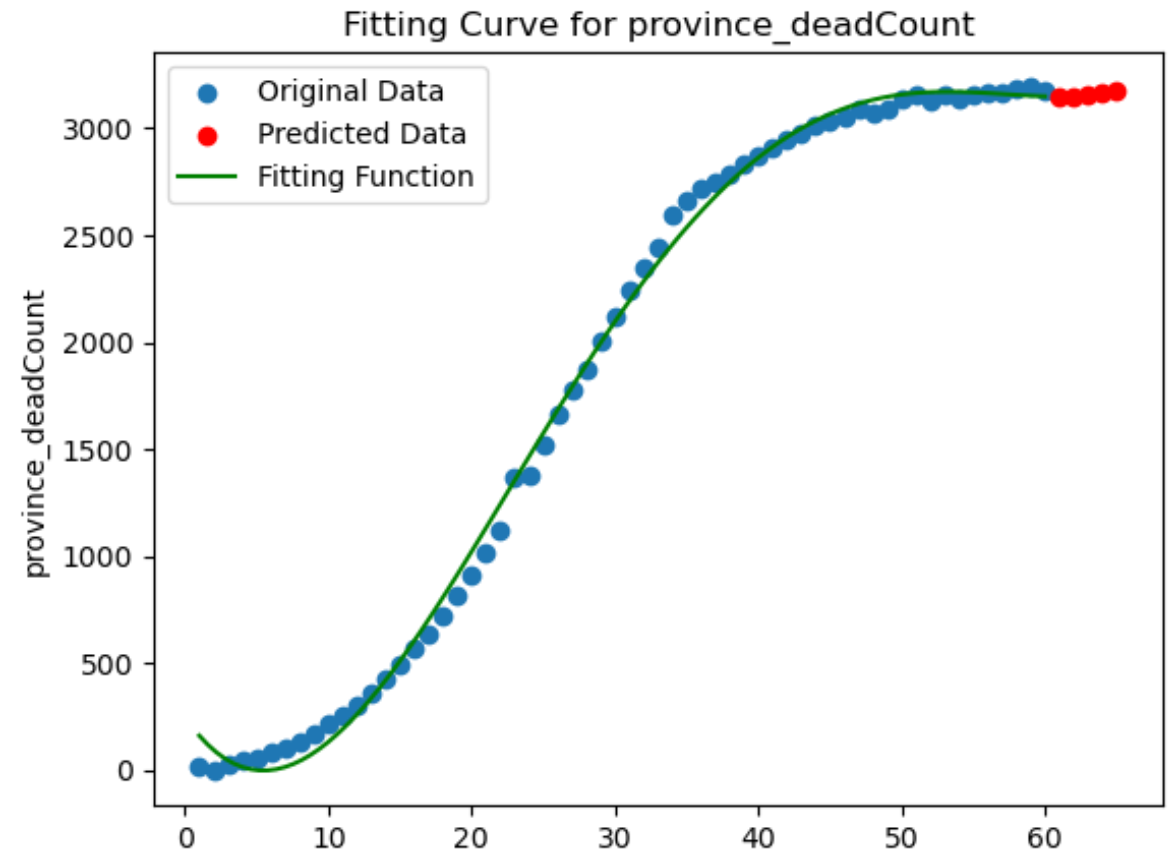 Fitting Curve for province_deadCount
Original Data
Predicted Data
Fitting Function
province_deadCount
3000
2500
2000
1500
1000
500
0
0 10 20 30 40 50 60